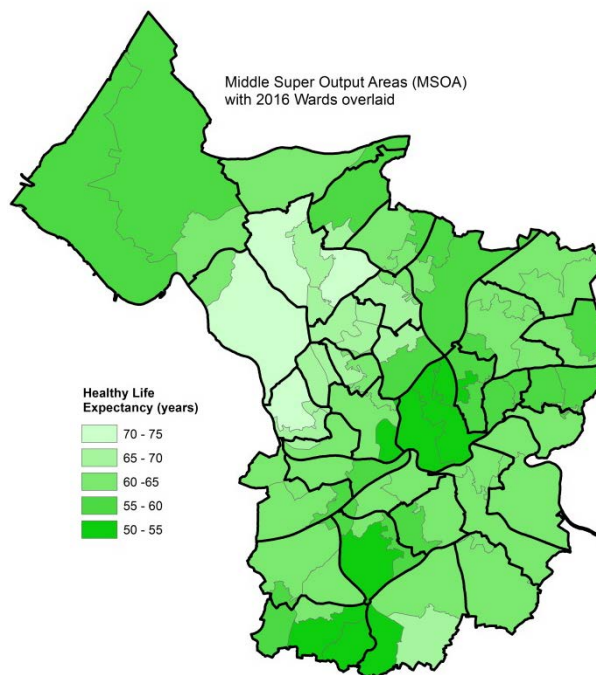 Middle Super Output Areas (MSOA)
with 2016 Wards overlaid
Healthy Life
Expectancy (years)
70 - 75
65 - 70
60 -65
55 - 60
50 - 55